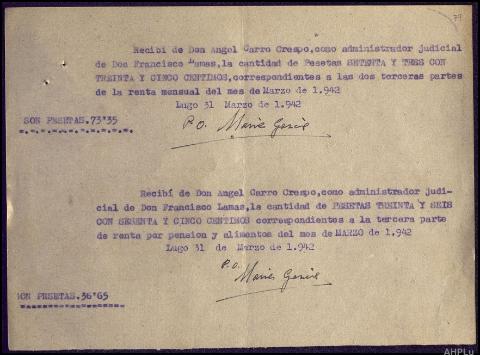 79
Recibí de Don Angel Carro Crespo,como administrador judicial
de Don Francisco Lamas,la cantidad de Pesetas SETENTA Y TRES CON
TREINTA Y CINCO CENTIMOS,correspondientes a las dos terceras partes
de la renta mensual del mes de Marzo de 1.942
Lugo 31 Marzo de 1.942
SON PESETAS.73'35
P.O.
Recibí de Don Angel Carro Crespo,como administrador judi-
cial de Don Francisco Lamas,la cantidad de PESETAS TREINTA Y SEIS
CON SESENTA Y CINCO CENTIMOS correspondientes a la tercera parte
de renta por pension y alimentos del mes de MARZO de 1.942
Lugo 31 de Marzo de 1.942
P.O.
SON PESETAS.36'65
AHPLu